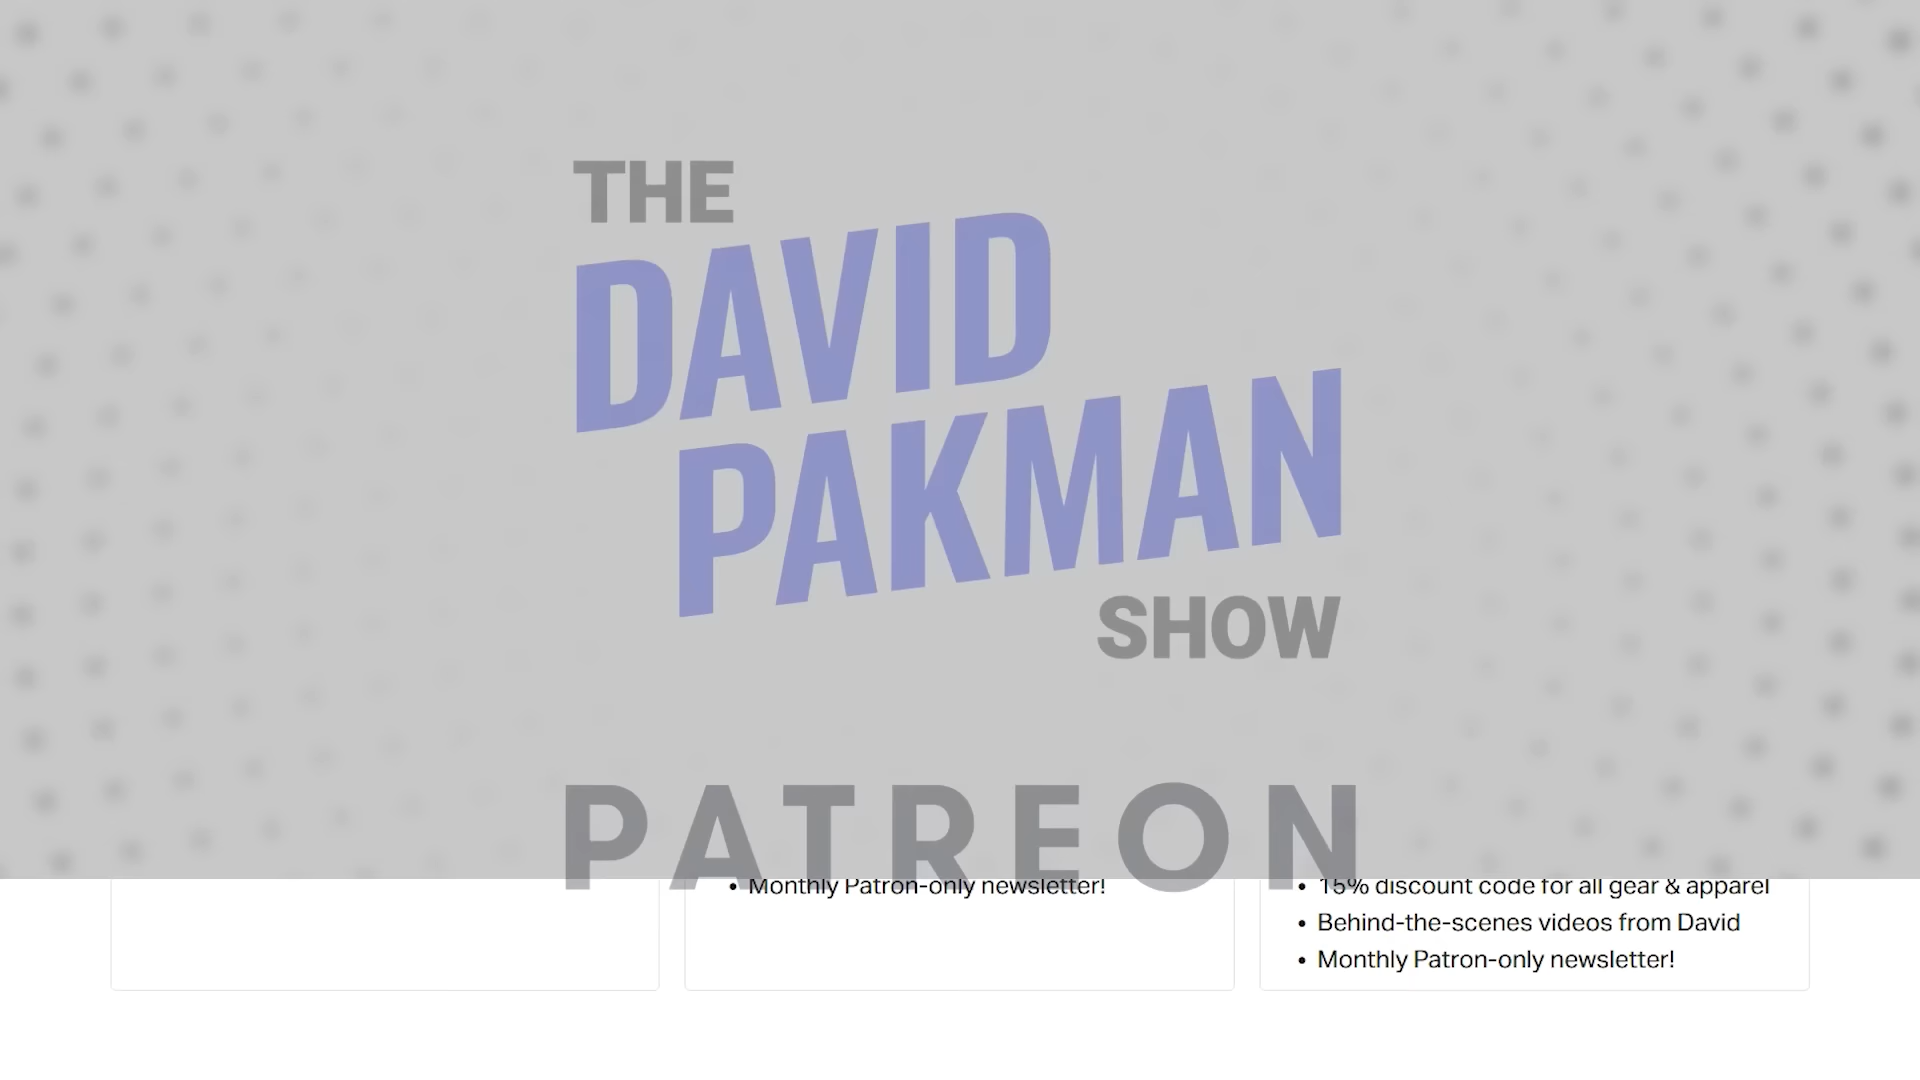 THE
DAVID
PAKMAN
SHOW
PATREON
• Monthly Patron-only newsletter!
• 15% discount code for all gear & apparel
• Behind-the-scenes videos from David
• Monthly Patron-only newsletter!